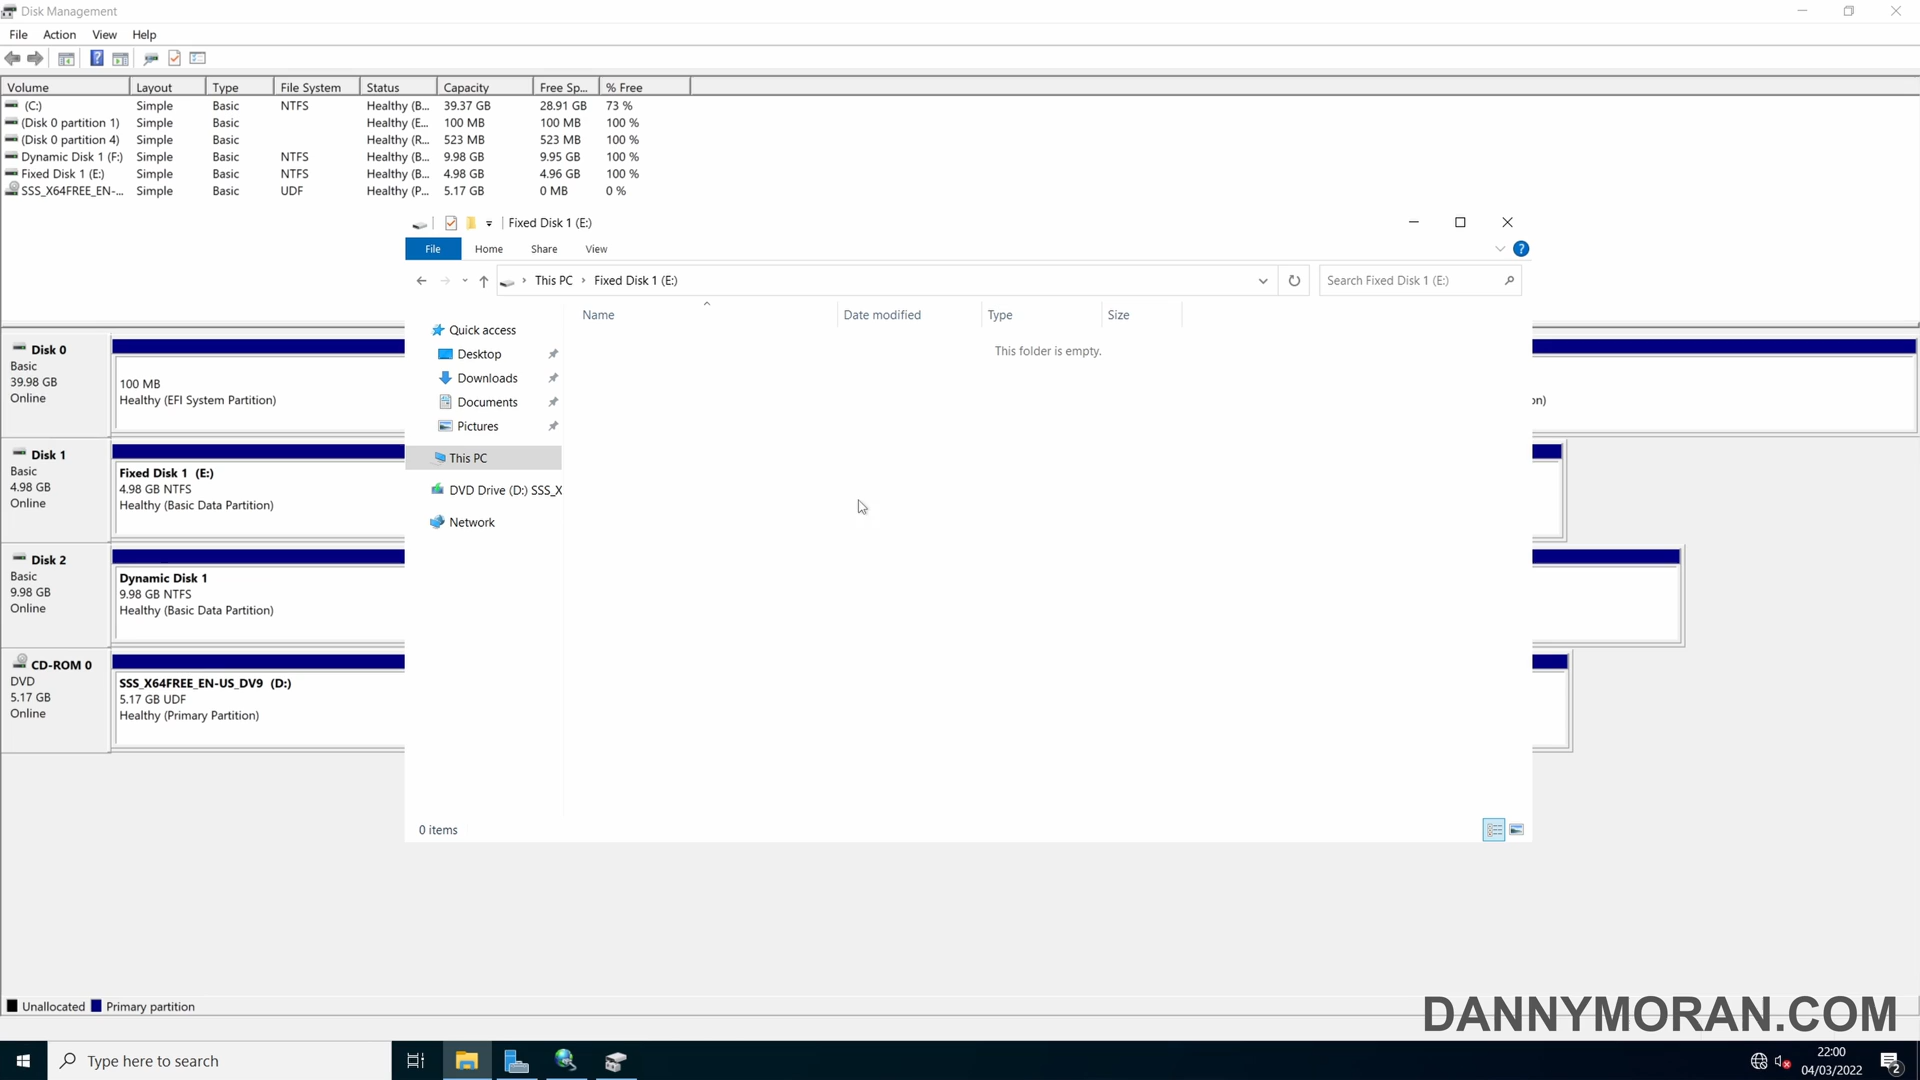 Disk Management
File Action View Help
Volume Layout Type File System Status Capacity Free Sp... % Free
(C:) Simple Basic NTFS Healthy (B... 39.37 GB 28.91 GB 73 %
(Disk 0 partition 1) Simple Basic Healthy (E... 100 MB 100 MB 100 %
(Disk 0 partition 4) Simple Basic Healthy (R... 523 MB 523 MB 100 %
Dynamic Disk 1 (F:) Simple Basic NTFS Healthy (B... 9.98 GB 9.95 GB 100 %
Fixed Disk 1 (E:) Simple Basic NTFS Healthy (B... 4.98 GB 4.96 GB 100 %
SSS_X64FREE_EN-... Simple Basic UDF Healthy (P... 5.17 GB 0 MB 0 %
Fixed Disk 1 (E:)
File Home Share View
This PC Fixed Disk 1 (E:) Search Fixed Disk 1 (E:)
Name Date modified Type Size
This folder is empty.
Quick access
Desktop
Downloads
Documents
Pictures
This PC
DVD Drive (D:) SSS_X
Network
0 items
Disk 0
Basic
39.98 GB
Online
100 MB
Healthy (EFI System Partition)
on)
Disk 1
Basic
4.98 GB
Online
Fixed Disk 1 (E:)
4.98 GB NTFS
Healthy (Basic Data Partition)
Disk 2
Basic
9.98 GB
Online
Dynamic Disk 1
9.98 GB NTFS
Healthy (Basic Data Partition)
CD-ROM 0
DVD
5.17 GB
Online
SSS_X64FREE_EN-US_DV9 (D:)
5.17 GB UDF
Healthy (Primary Partition)
Unallocated Primary partition
DANNYMORAN.COM
Type here to search
22:00
04/03/2022
2